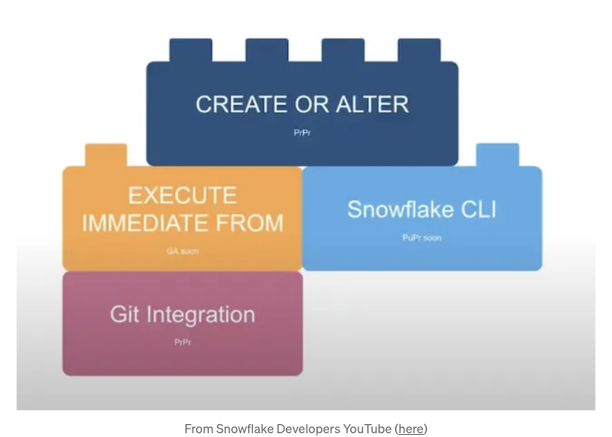 CREATE OR ALTER
PrPr
EXECUTE
IMMEDIATE FROM
GA soon
Snowflake CLI
PuPr soon
Git Integration
PrPr
From Snowflake Developers YouTube (here)